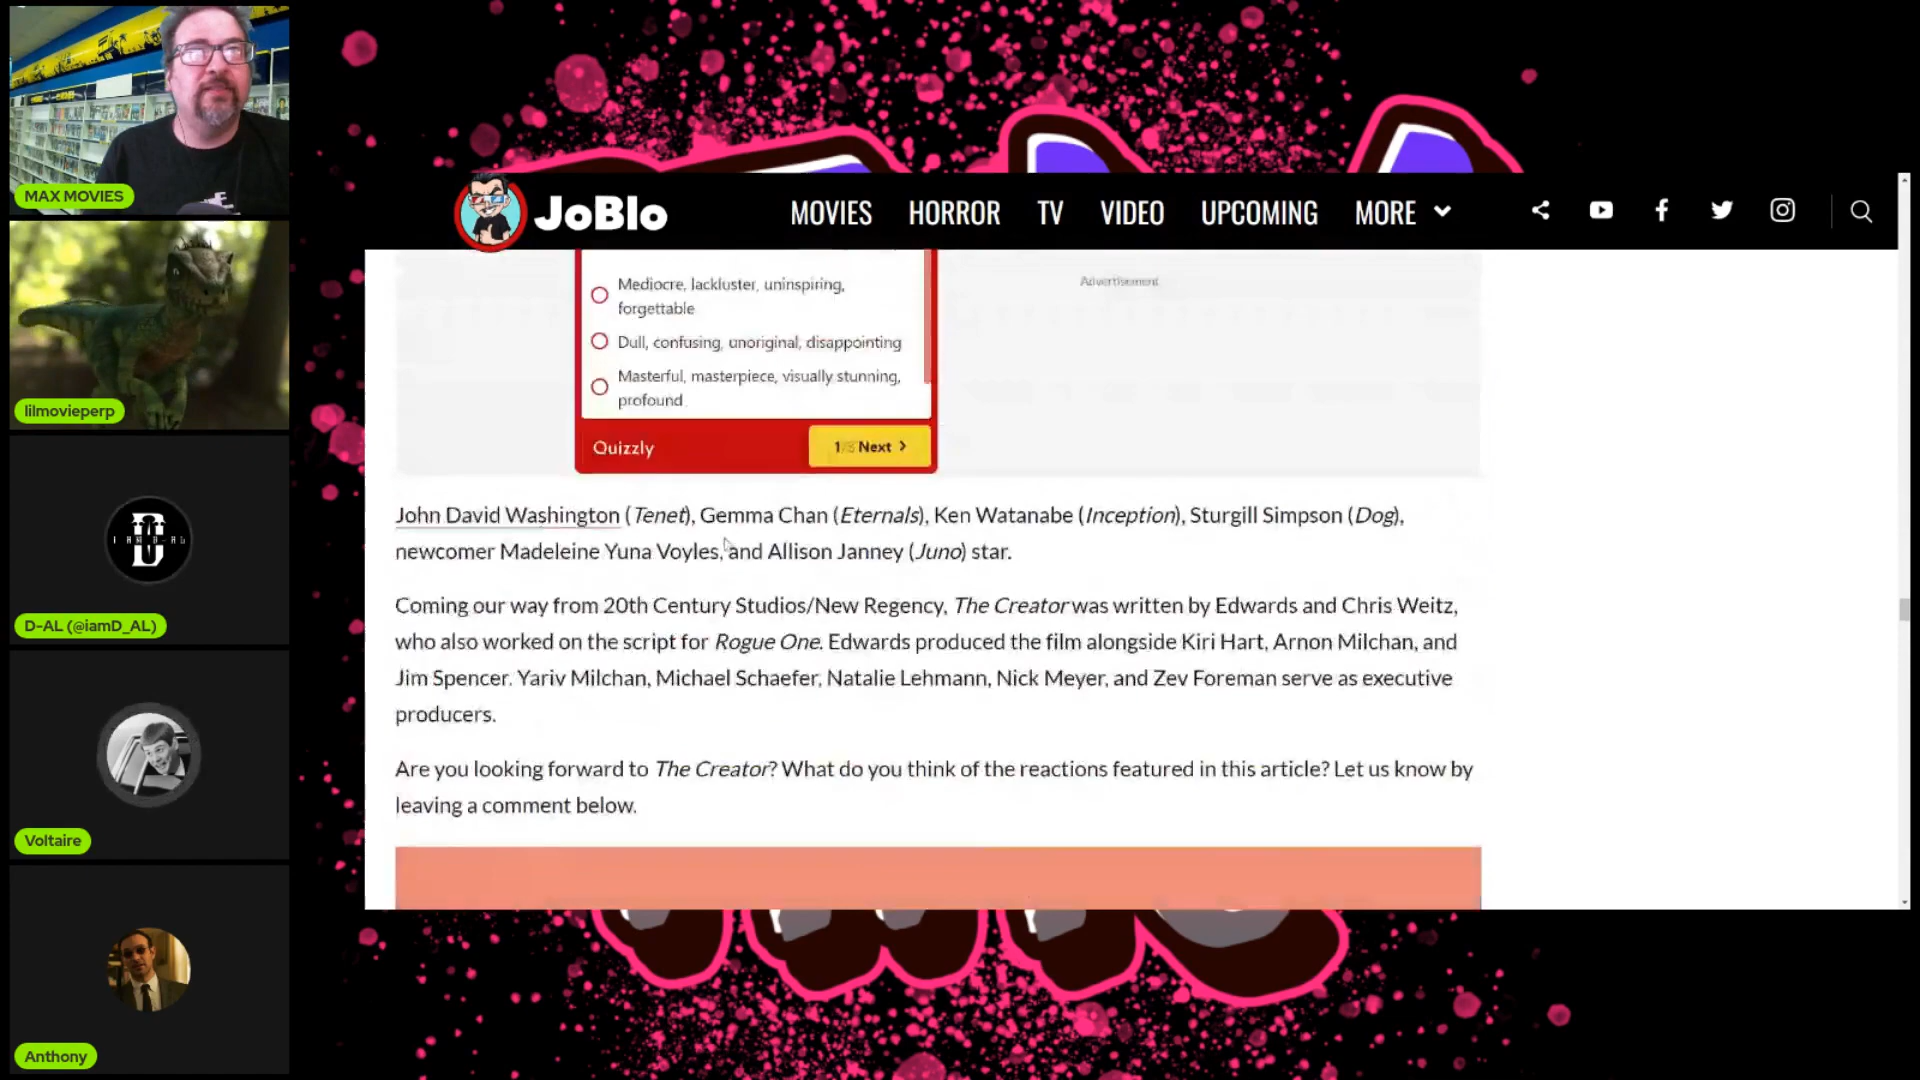 MAX MOVIES
lilmovieperp
I AM D-AL
D-AL (@iamD_AL)
Voltaire
Anthony
JoBlo
MOVIES HORROR TV VIDEO UPCOMING MORE
Advertisement
Mediocre, lackluster, uninspiring,
forgettable
Dull, confusing, unoriginal, disappointing
Masterful, masterpiece, visually stunning,
profound
Quizzly
Next >
John David Washington (Tenet), Gemma Chan (Eternals), Ken Watanabe (Inception), Sturgill Simpson (Dog),
newcomer Madeleine Yuna Voyles, and Allison Janney (Juno) star.
Coming our way from 20th Century Studios/New Regency, The Creator was written by Edwards and Chris Weitz,
who also worked on the script for Rogue One. Edwards produced the film alongside Kiri Hart, Arnon Milchan, and
Jim Spencer. Yariv Milchan, Michael Schaefer, Natalie Lehmann, Nick Meyer, and Zev Foreman serve as executive
producers.
Are you looking forward to The Creator? What do you think of the reactions featured in this article? Let us know by
leaving a comment below.